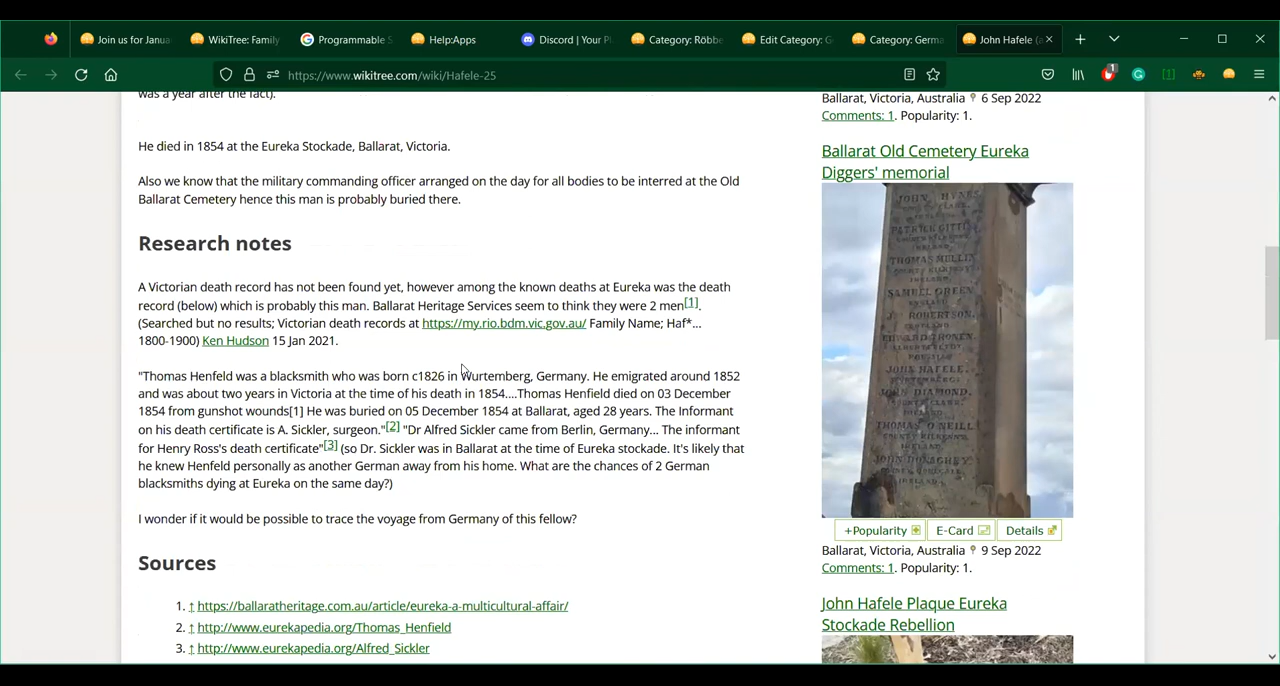 Join us for Janua
WikiTree: Family
Programmable S
Help:Apps
Discord | Your Pl
Category: Röbbe
Edit Category: G
Category: Germa
John Hafele (
https://www.wikitree.com/wiki/Hafele-25
1
was a year after the fact).
He died in 1854 at the Eureka Stockade, Ballarat, Victoria.
Also we know that the military commanding officer arranged on the day for all bodies to be interred at the Old
Ballarat Cemetery hence this man is probably buried there.
Research notes
A Victorian death record has not been found yet, however among the known deaths at Eureka was the death
record (below) which is probably this man. Ballarat Heritage Services seem to think they were 2 men[1].
(Searched but no results; Victorian death records at https://my.rio.bdm.vic.gov.au/ Family Name; Haf*...
1800-1900) Ken Hudson 15 Jan 2021.
"Thomas Henfeld was a blacksmith who was born c1826 in Wurtemberg, Germany. He emigrated around 1852
and was about two years in Victoria at the time of his death in 1854....Thomas Henfeld died on 03 December
1854 from gunshot wounds[1] He was buried on 05 December 1854 at Ballarat, aged 28 years. The Informant
on his death certificate is A. Sickler, surgeon."[2] "Dr Alfred Sickler came from Berlin, Germany... The informant
for Henry Ross's death certificate"[3] (so Dr. Sickler was in Ballarat at the time of Eureka stockade. It's likely that
he knew Henfeld personally as another German away from his home. What are the chances of 2 German
blacksmiths dying at Eureka on the same day?)
I wonder if it would be possible to trace the voyage from Germany of this fellow?
Sources
1. ↑ https://ballaratheritage.com.au/article/eureka-a-multicultural-affair/
2. ↑ http://www.eurekapedia.org/Thomas_Henfield
3. ↑ http://www.eurekapedia.org/Alfred_Sickler
Ballarat, Victoria, Australia 6 Sep 2022
Comments: 1. Popularity: 1.
Ballarat Old Cemetery Eureka
Diggers' memorial
JOHN HYNES
PATRICK GITTI
THOMAS MULLIN
SAMUEL GREEN
J. ROBERTSON
EDWARD THONEN
JOHN HAFELE
JOHN DIAMOND
THOMAS O'NEILL
JOHN DONAGHEY
+Popularity
E-Card
Details
Ballarat, Victoria, Australia 9 Sep 2022
Comments: 1. Popularity: 1.
John Hafele Plaque Eureka
Stockade Rebellion